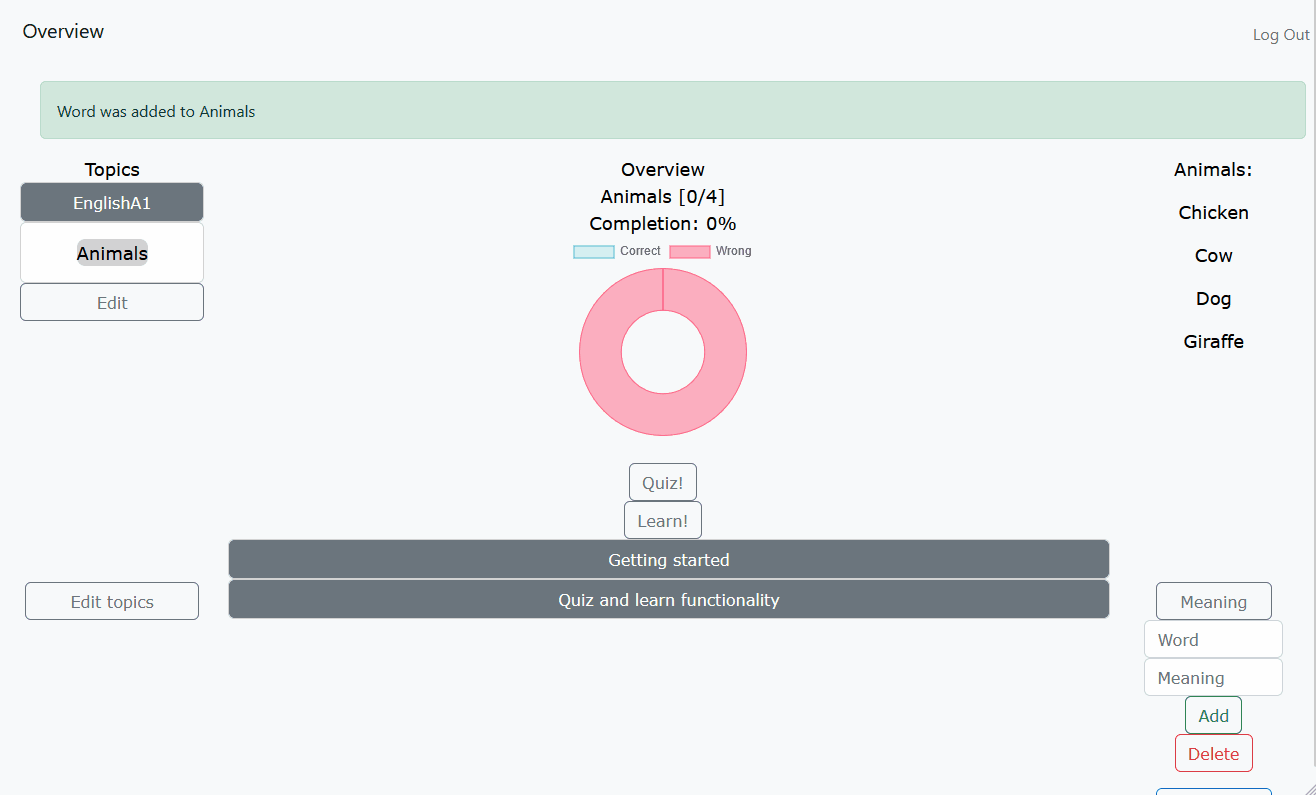 Overview
Log Out
Word was added to Animals
Topics
EnglishA1
Animals
Edit
Edit topics
Overview
Animals [0/4]
Completion: 0%
Correct
Wrong
Quiz!
Learn!
Getting started
Quiz and learn functionality
Animals:
Chicken
Cow
Dog
Giraffe
Meaning
Word
Meaning
Add
Delete